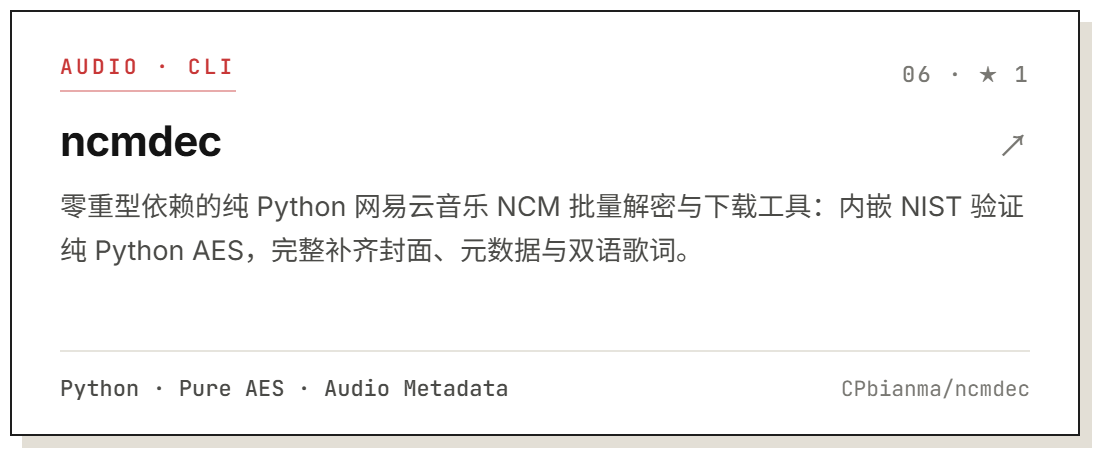 AUDIO · CLI
06 · ★ 1
ncmdec
↗
零重型依赖的纯 Python 网易云音乐 NCM 批量解密与下载工具：内嵌 NIST 验证
纯 Python AES，完整补齐封面、元数据与双语歌词。
Python · Pure AES · Audio Metadata
CPbianma/ncmdec